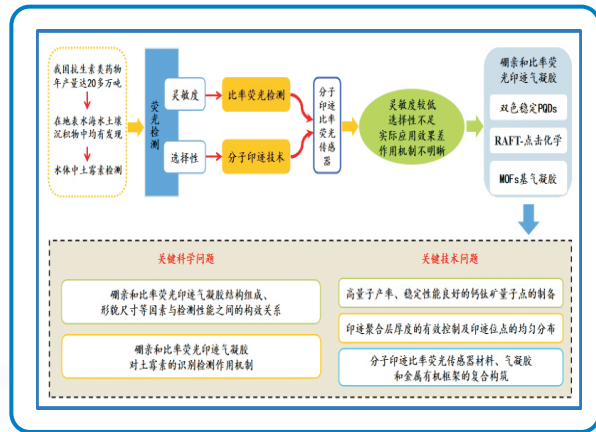 我国抗生素类药物
年产量达20多万吨
在地表水海水土壤
沉积物中均有发现
水体中土霉素检测
荧光检测
灵敏度
比率荧光检测
选择性
分子印迹技术
分子印迹比率荧光传感器
灵敏度较低
选择性不足
实际应用效果差
作用机制不明晰
硼亲和比率荧
光印迹气凝胶
双色稳定PQDs
RAFT-点击化学
MOFs基气凝胶
关键科学问题
硼亲和比率荧光印迹气凝胶结构组成、
形貌尺寸等因素与检测性能之间的构效关系
硼亲和比率荧光印迹气凝胶
对土霉素的识别检测作用机制
关键技术问题
高量子产率、稳定性能良好的钙钛矿量子点的制备
印迹聚合层厚度的有效控制及印迹位点的均匀分布
分子印迹比率荧光传感器材料、气凝胶
和金属有机框架的复合构筑